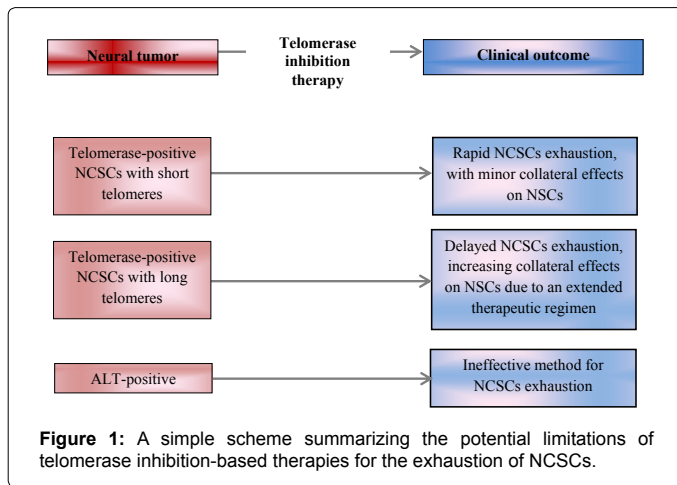 Neural tumor
Telomerase
inhibition
therapy
Clinical outcome
Telomerase-positive
NCSCs with short
telomeres
Rapid NCSCs exhaustion,
with minor collateral effects
on NSCs
Telomerase-positive
NCSCs with long
telomeres
Delayed NCSCs exhaustion,
increasing collateral effects
on NSCs due to an extended
therapeutic regimen
ALT-positive
Ineffective method for
NCSCs exhaustion
Figure 1: A simple scheme summarizing the potential limitations of
telomerase inhibition-based therapies for the exhaustion of NCSCs.